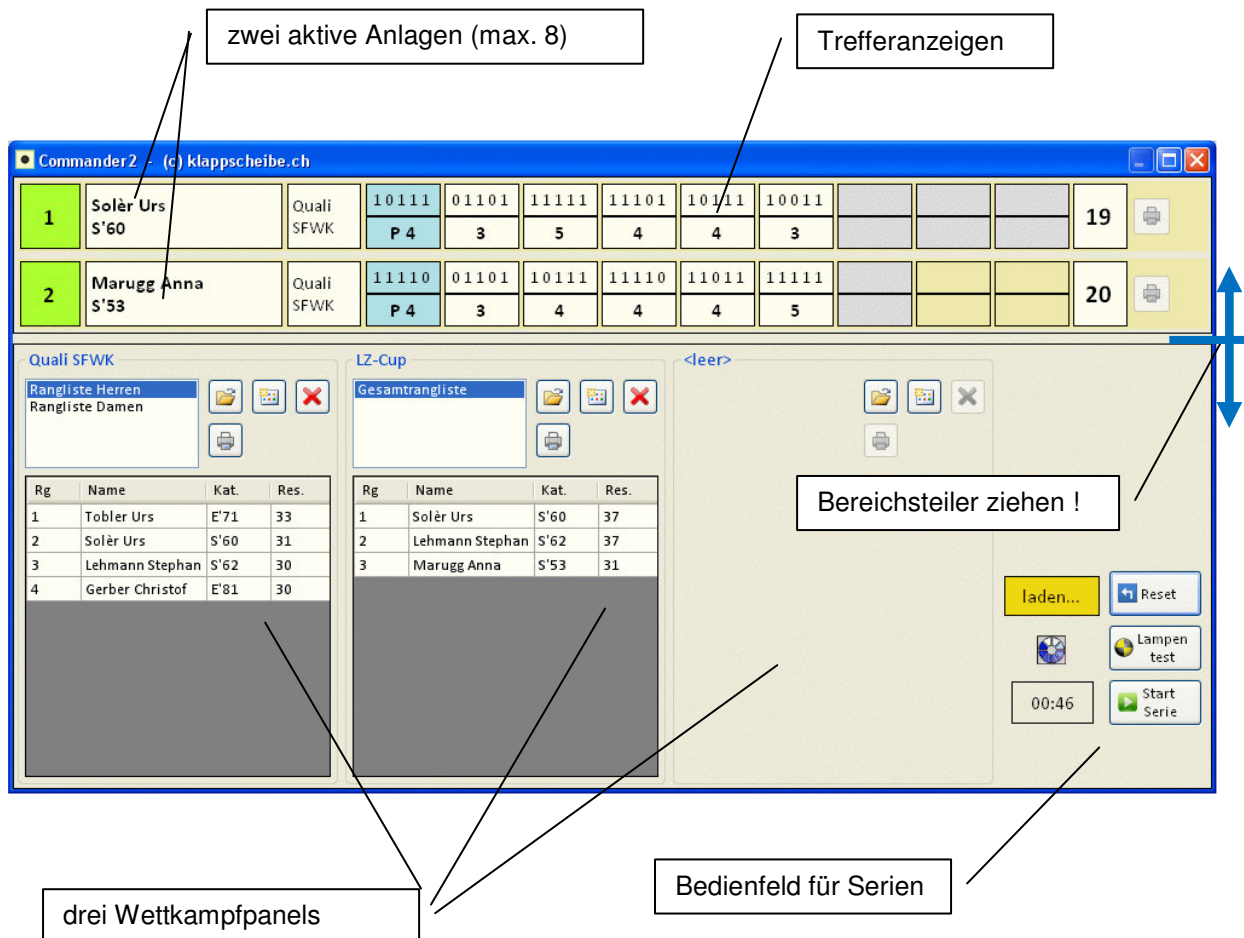 zwei aktive Anlagen (max. 8)
Trefferanzeigen
Commander2 - (c) klappscheibe.ch
1
Solèr Urs
S'60
Quali
SFWK
10111 01101 11111 11101 10111 10011
P 4 3 5 4 4 3
19
2
Marugg Anna
S'53
Quali
SFWK
11110 01101 10111 11110 11011 11111
P 4 3 4 4 4 5
20
Quali SFWK
Rangliste Herren
Rangliste Damen
Rg Name Kat. Res.
1 Tobler Urs E'71 33
2 Solèr Urs S'60 31
3 Lehmann Stephan S'62 30
4 Gerber Christof E'81 30
LZ-Cup
Gesamtrangliste
Rg Name Kat. Res.
1 Solèr Urs S'60 37
2 Lehmann Stephan S'62 37
3 Marugg Anna S'53 31
<leer>
Bereichsteiler ziehen !
laden...
Reset
Lampen
test
00:46
Start
Serie
drei Wettkampfpanels
Bedienfeld für Serien